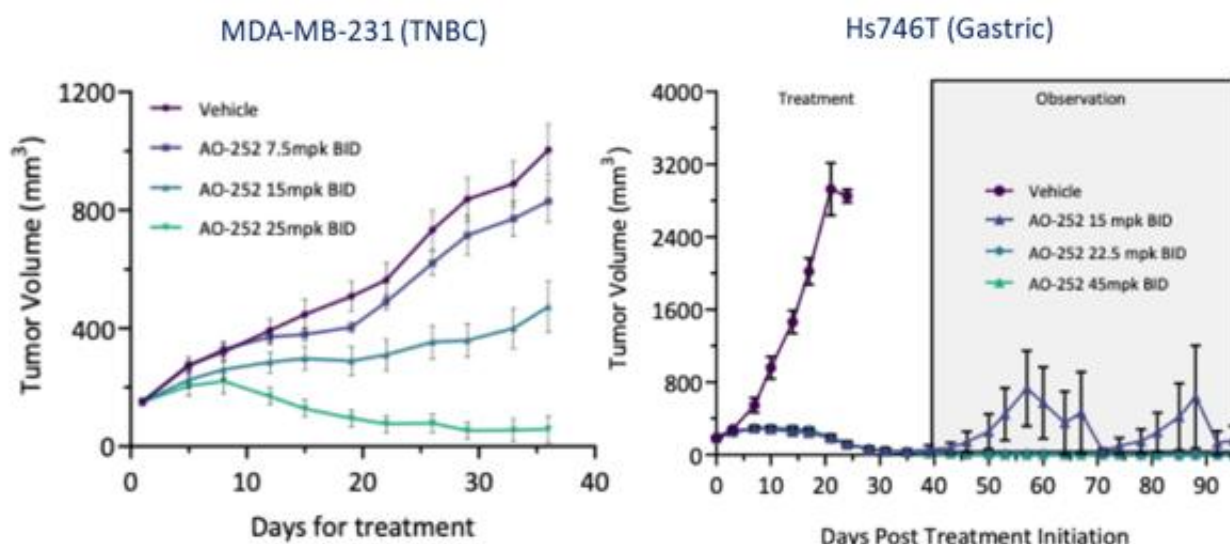 MDA-MB-231 (TNBC)
Tumor Volume (mm³)
1200
800
400
0
Vehicle
AO-252 7.5mpk BID
AO-252 15mpk BID
AO-252 25mpk BID
0
10
20
30
40
Days for treatment
Hs746T (Gastric)
Tumor Volume (mm³)
4000
3200
2400
1600
800
0
Treatment
Observation
Vehicle
AO-252 15 mpk BID
AO-252 22.5 mpk BID
AO-252 45mpk BID
0
10
20
30
40
50
60
70
80
90
Days Post Treatment Initiation